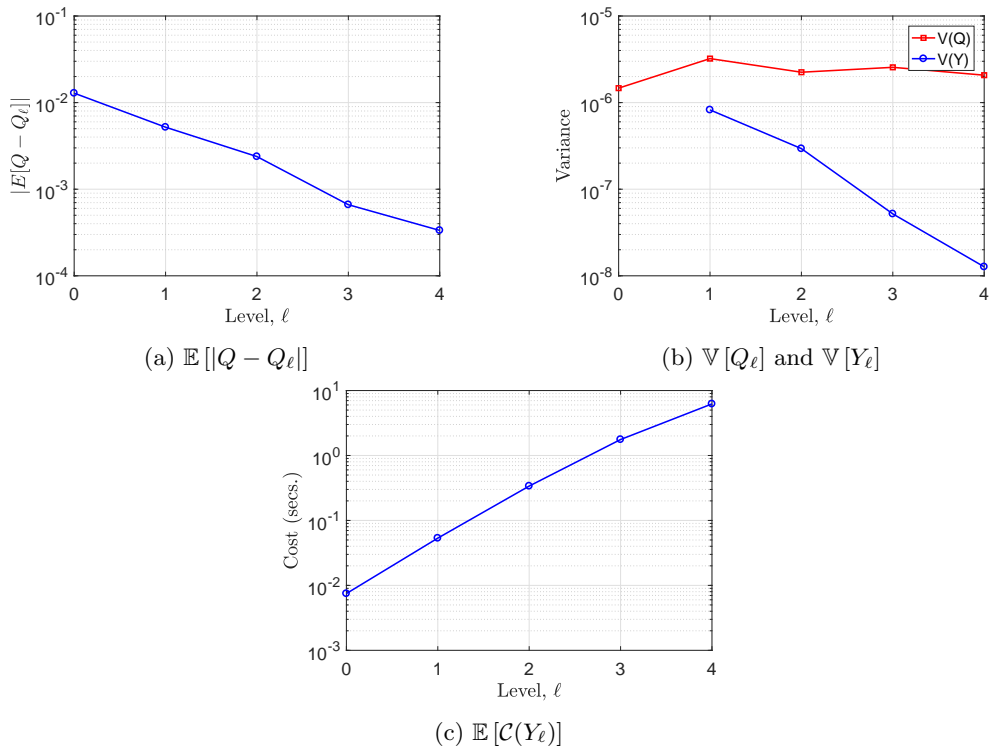 10^{-1}
10^{-2}
10^{-3}
10^{-4}
|E[Q − Q_ℓ]|
0 1 2 3 4
Level, ℓ
(a) 𝔼[|Q − Q_ℓ|]
10^{-5}
10^{-6}
10^{-7}
10^{-8}
Variance
V(Q)
V(Y)
0 1 2 3 4
Level, ℓ
(b) 𝕍[Q_ℓ] and 𝕍[Y_ℓ]
10^{1}
10^{0}
10^{-1}
10^{-2}
10^{-3}
Cost (secs.)
0 1 2 3 4
Level, ℓ
(c) 𝔼[𝒞(Y_ℓ)]